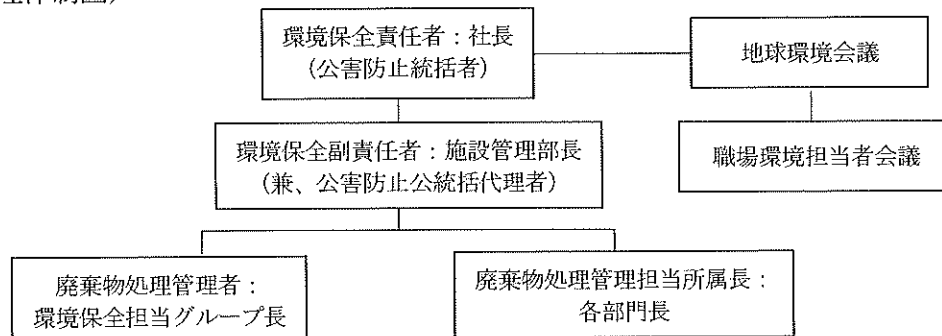 環境保全責任者：社長
（公害防止統括者）
地球環境会議
環境保全副責任者：施設管理部長
（兼、公害防止公統括代理者）
職場環境担当者会議
廃棄物処理管理者：
環境保全担当グループ長
廃棄物処理管理担当所属長：
各部門長